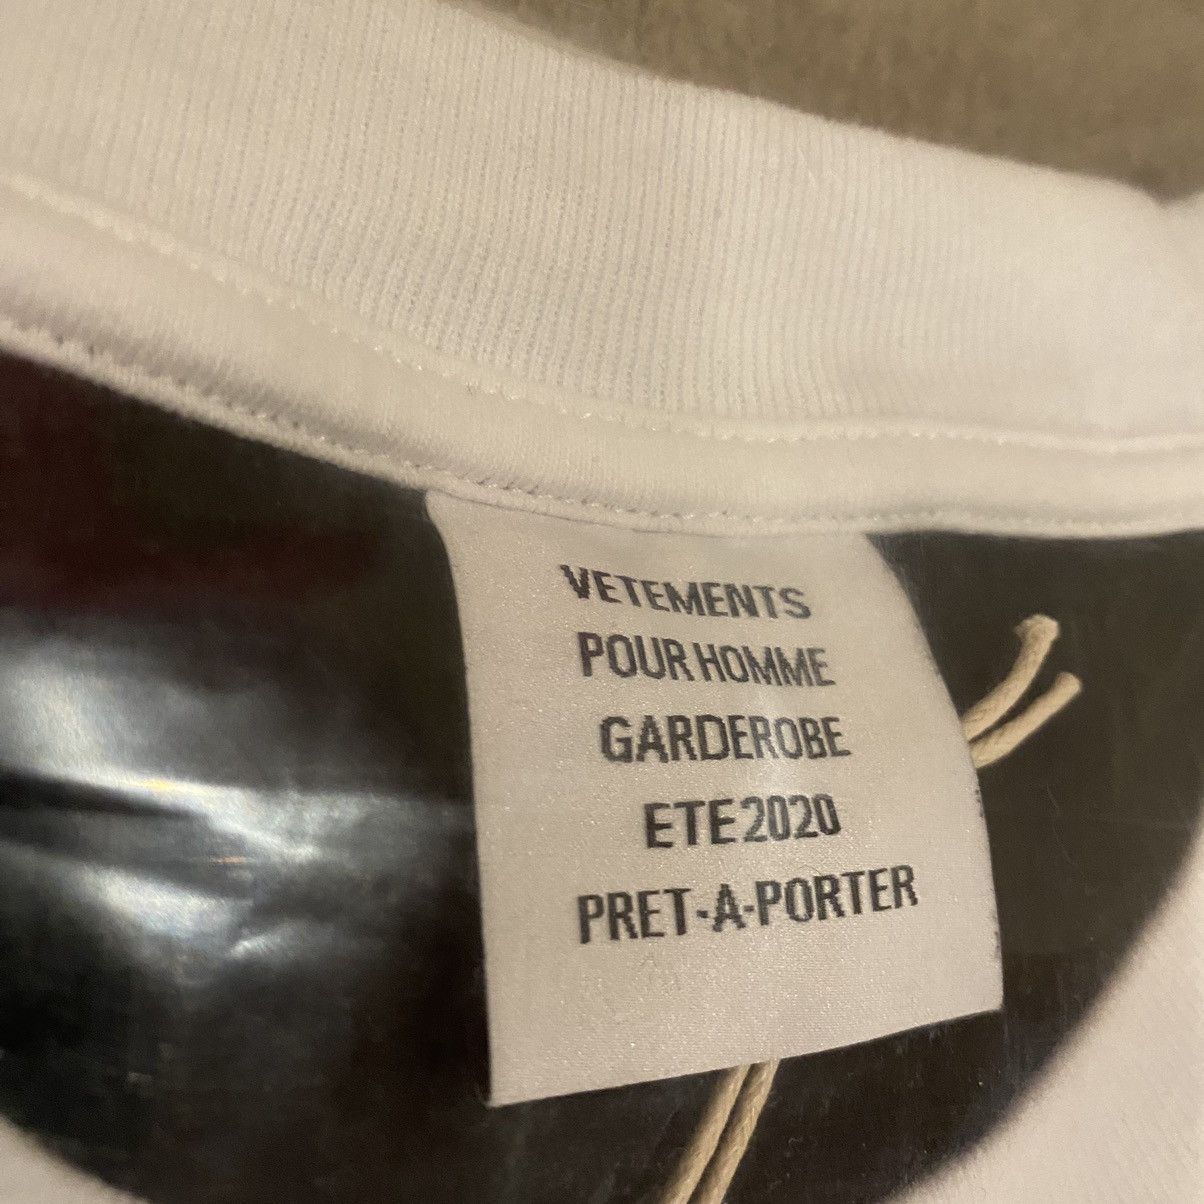 VETEMENTS
POUR HOMME
GARDEROBE
ETE 2020
PRET-A-PORTER